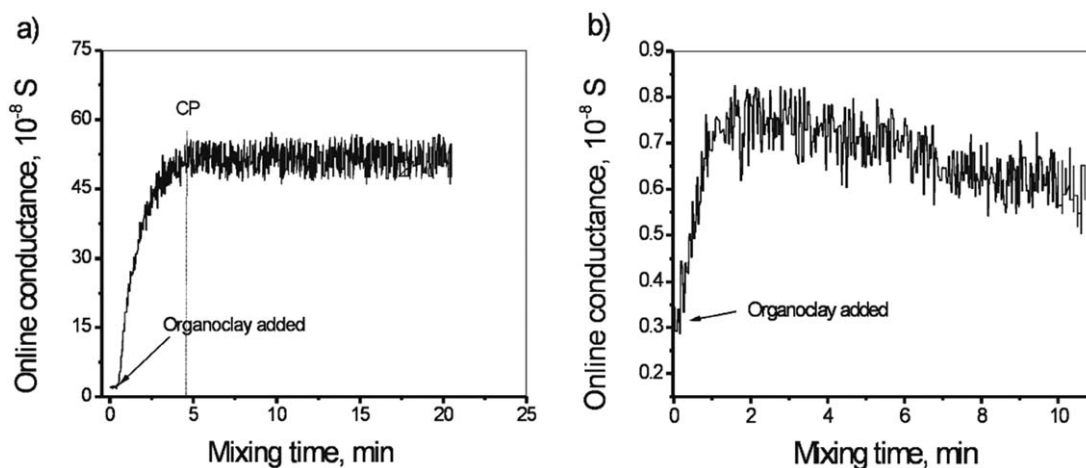 a)
Online conductance, 10⁻⁸ S
75
60
45
30
15
0
CP
Organoclay added
0 5 10 15 20 25
Mixing time, min
b)
Online conductance, 10⁻⁸ S
0.9
0.8
0.7
0.6
0.5
0.4
0.3
0.2
Organoclay added
0 2 4 6 8 10
Mixing time, min